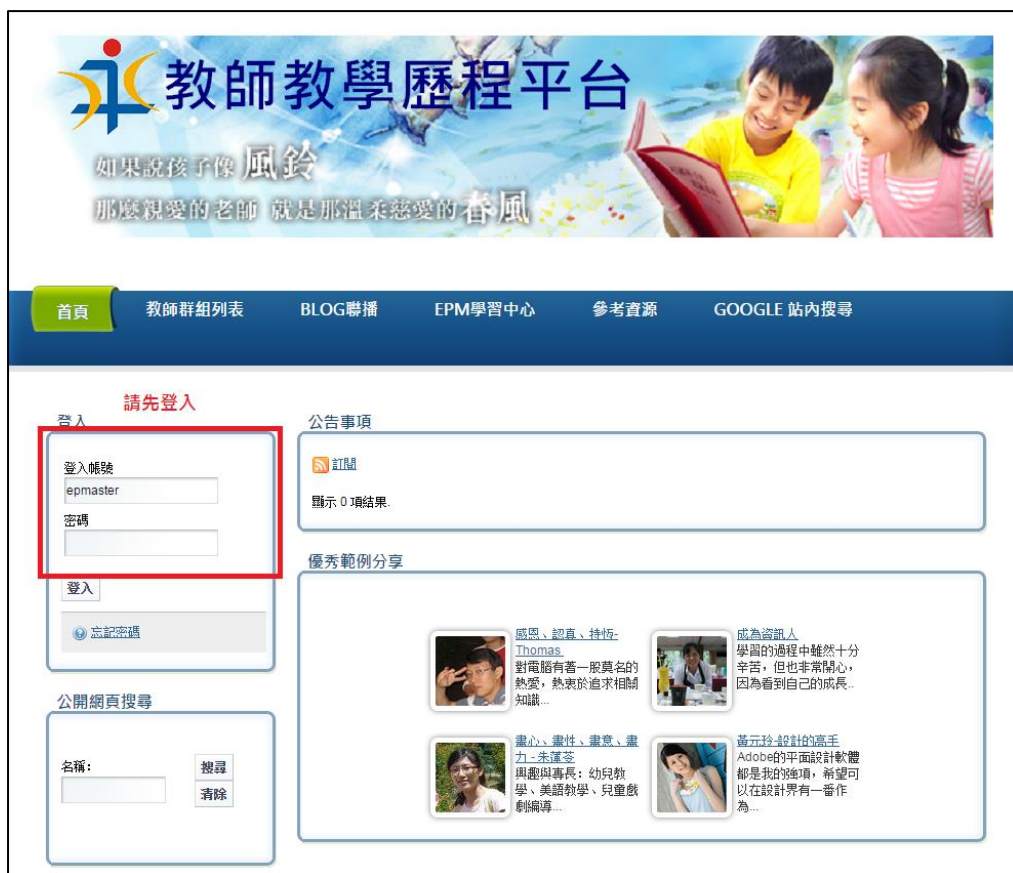 教師教學歷程平台
如果說孩子像 風鈴
那麼親愛的老師 就是那溫柔慈愛的春風
首頁 教師群組列表 BLOG聯播 EPM學習中心 參考資源 GOOGLE 站內搜尋
請先登入
登入
登入帳號
epmaster
密碼
登入
忘記密碼
公開網頁搜尋
名稱:
搜尋
清除
公告事項
訂閱
顯示 0 項結果.
優秀範例分享
感恩、認真、持恆-
Thomas
對電腦有著一股莫名的
熱愛，熱衷於追求相關
知識...
成為資訊人
學習的過程中雖然十分
辛苦，但也非常開心，
因為看到自己的成長..
畫心、畫性、畫意、畫
力 - 朱蓮苓
興趣與專長：幼兒教
學、美語教學、兒童戲
劇編導...
黃元玲-設計的高手
Adobe的平面設計軟體
都是我的強項，希望可
以在設計界有一番作
為...